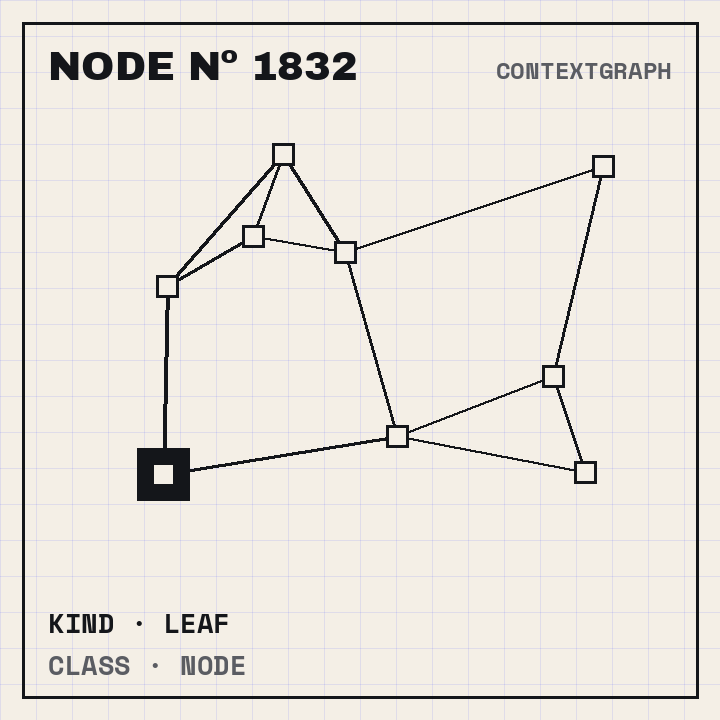 NODE Nº 1832
CONTEXTGRAPH
KIND · LEAF
CLASS · NODE